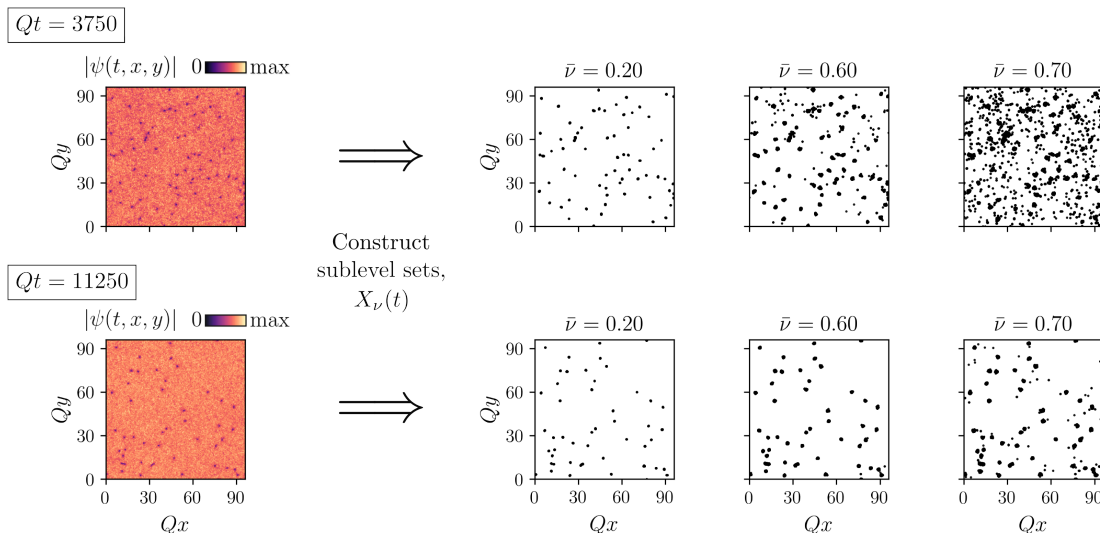 Qt = 3750
|ψ(t, x, y)| 0 max
ν̄ = 0.20
ν̄ = 0.60
ν̄ = 0.70
90
60
30
0
Qy
90
60
30
0
Qy
Construct
sublevel sets,
X_ν(t)
Qt = 11250
|ψ(t, x, y)| 0 max
ν̄ = 0.20
ν̄ = 0.60
ν̄ = 0.70
90
60
30
0
Qy
90
60
30
0
Qy
0 30 60 90
Qx
0 30 60 90
Qx
0 30 60 90
Qx
0 30 60 90
Qx